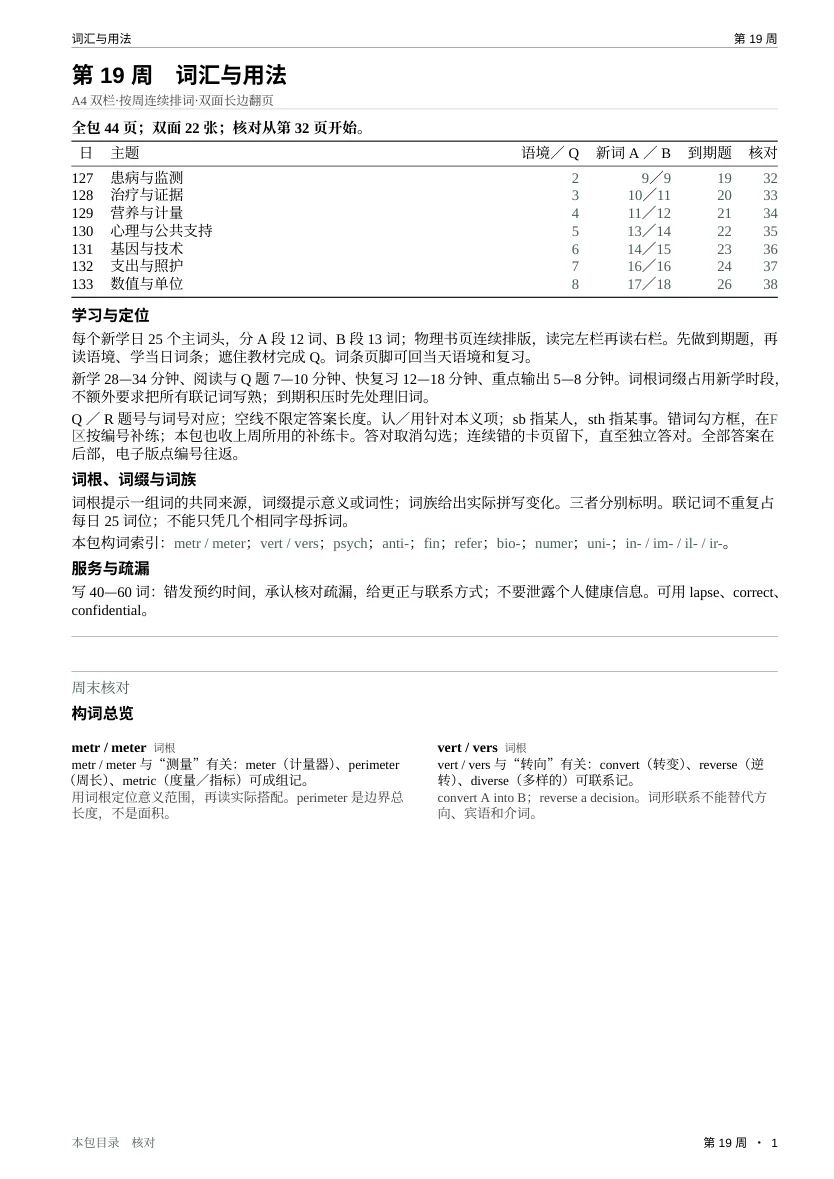 词汇与用法 第 19 周
第 19 周 词汇与用法
A4 双栏·按周连续排词·双面长边翻页
全包 44 页；双面 22 张；核对从第 32 页开始。
日 主题 语境／ Q 新词 A ／ B 到期题 核对
127 患病与监测 2 9／9 19 32
128 治疗与证据 3 10／11 20 33
129 营养与计量 4 11／12 21 34
130 心理与公共支持 5 13／14 22 35
131 基因与技术 6 14／15 23 36
132 支出与照护 7 16／16 24 37
133 数值与单位 8 17／18 26 38
学习与定位
每个新学日 25 个主词头，分 A 段 12 词、B 段 13 词；物理书页连续排版，读完左栏再读右栏。先做到期题，再
读语境、学当日词条；遮住教材完成 Q。词条页脚可回当天语境和复习。
新学 28—34 分钟、阅读与 Q 题 7—10 分钟、快复习 12—18 分钟、重点输出 5—8 分钟。词根词缀占用新学时段，
不额外要求把所有联记词写熟；到期积压时先处理旧词。
Q ／ R 题号与词号对应；空线不限定答案长度。认／用针对本义项；sb 指某人，sth 指某事。错词勾方框，在F
区按编号补练；本包也收上周所用的补练卡。答对取消勾选；连续错的卡页留下，直至独立答对。全部答案在
后部，电子版点编号往返。
词根、词缀与词族
词根提示一组词的共同来源，词缀提示意义或词性；词族给出实际拼写变化。三者分别标明。联记词不重复占
每日 25 词位；不能只凭几个相同字母拆词。
本包构词索引：metr / meter；vert / vers；psych；anti-；fin；refer；bio-；numer；uni-；in- / im- / il- / ir-。
服务与疏漏
写 40—60 词：错发预约时间，承认核对疏漏，给更正与联系方式；不要泄露个人健康信息。可用 lapse、correct、
confidential。
周末核对
构词总览
metr / meter 词根
metr / meter 与“测量”有关：meter（计量器）、perimeter
（周长）、metric（度量／指标）可成组记。
用词根定位意义范围，再读实际搭配。perimeter 是边界总
长度，不是面积。
vert / vers 词根
vert / vers 与“转向”有关：convert（转变）、reverse（逆
转）、diverse（多样的）可联系记。
convert A into B；reverse a decision。词形联系不能替代方
向、宾语和介词。
本包目录 核对 第 19 周 · 1